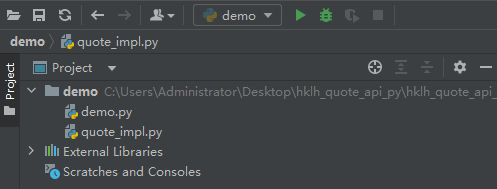 demo
demo quote_impl.py
Project
Project
demo C:\Users\Administrator\Desktop\hklh_quote_api_py\hklh_quote_api_
demo.py
quote_impl.py
External Libraries
Scratches and Consoles